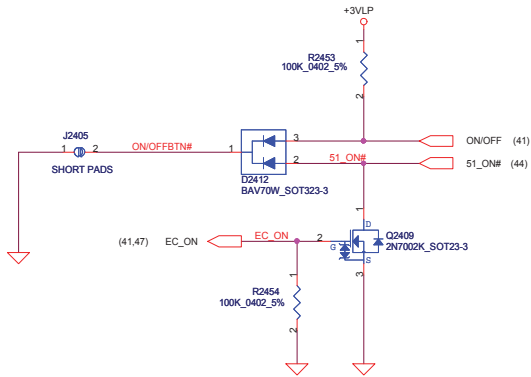 +3VLP
1
R2453
100K_0402_5%
2
J2405
1 2
ON/OFFBTN#
1
3
ON/OFF (41)
2
51_ON#
51_ON# (44)
SHORT PADS
D2412
BAV70W_SOT323-3
1
D
(41,47) EC_ON
EC_ON
2
G
S
Q2409
2N7002K_SOT23-3
3
1
R2454
100K_0402_5%
2